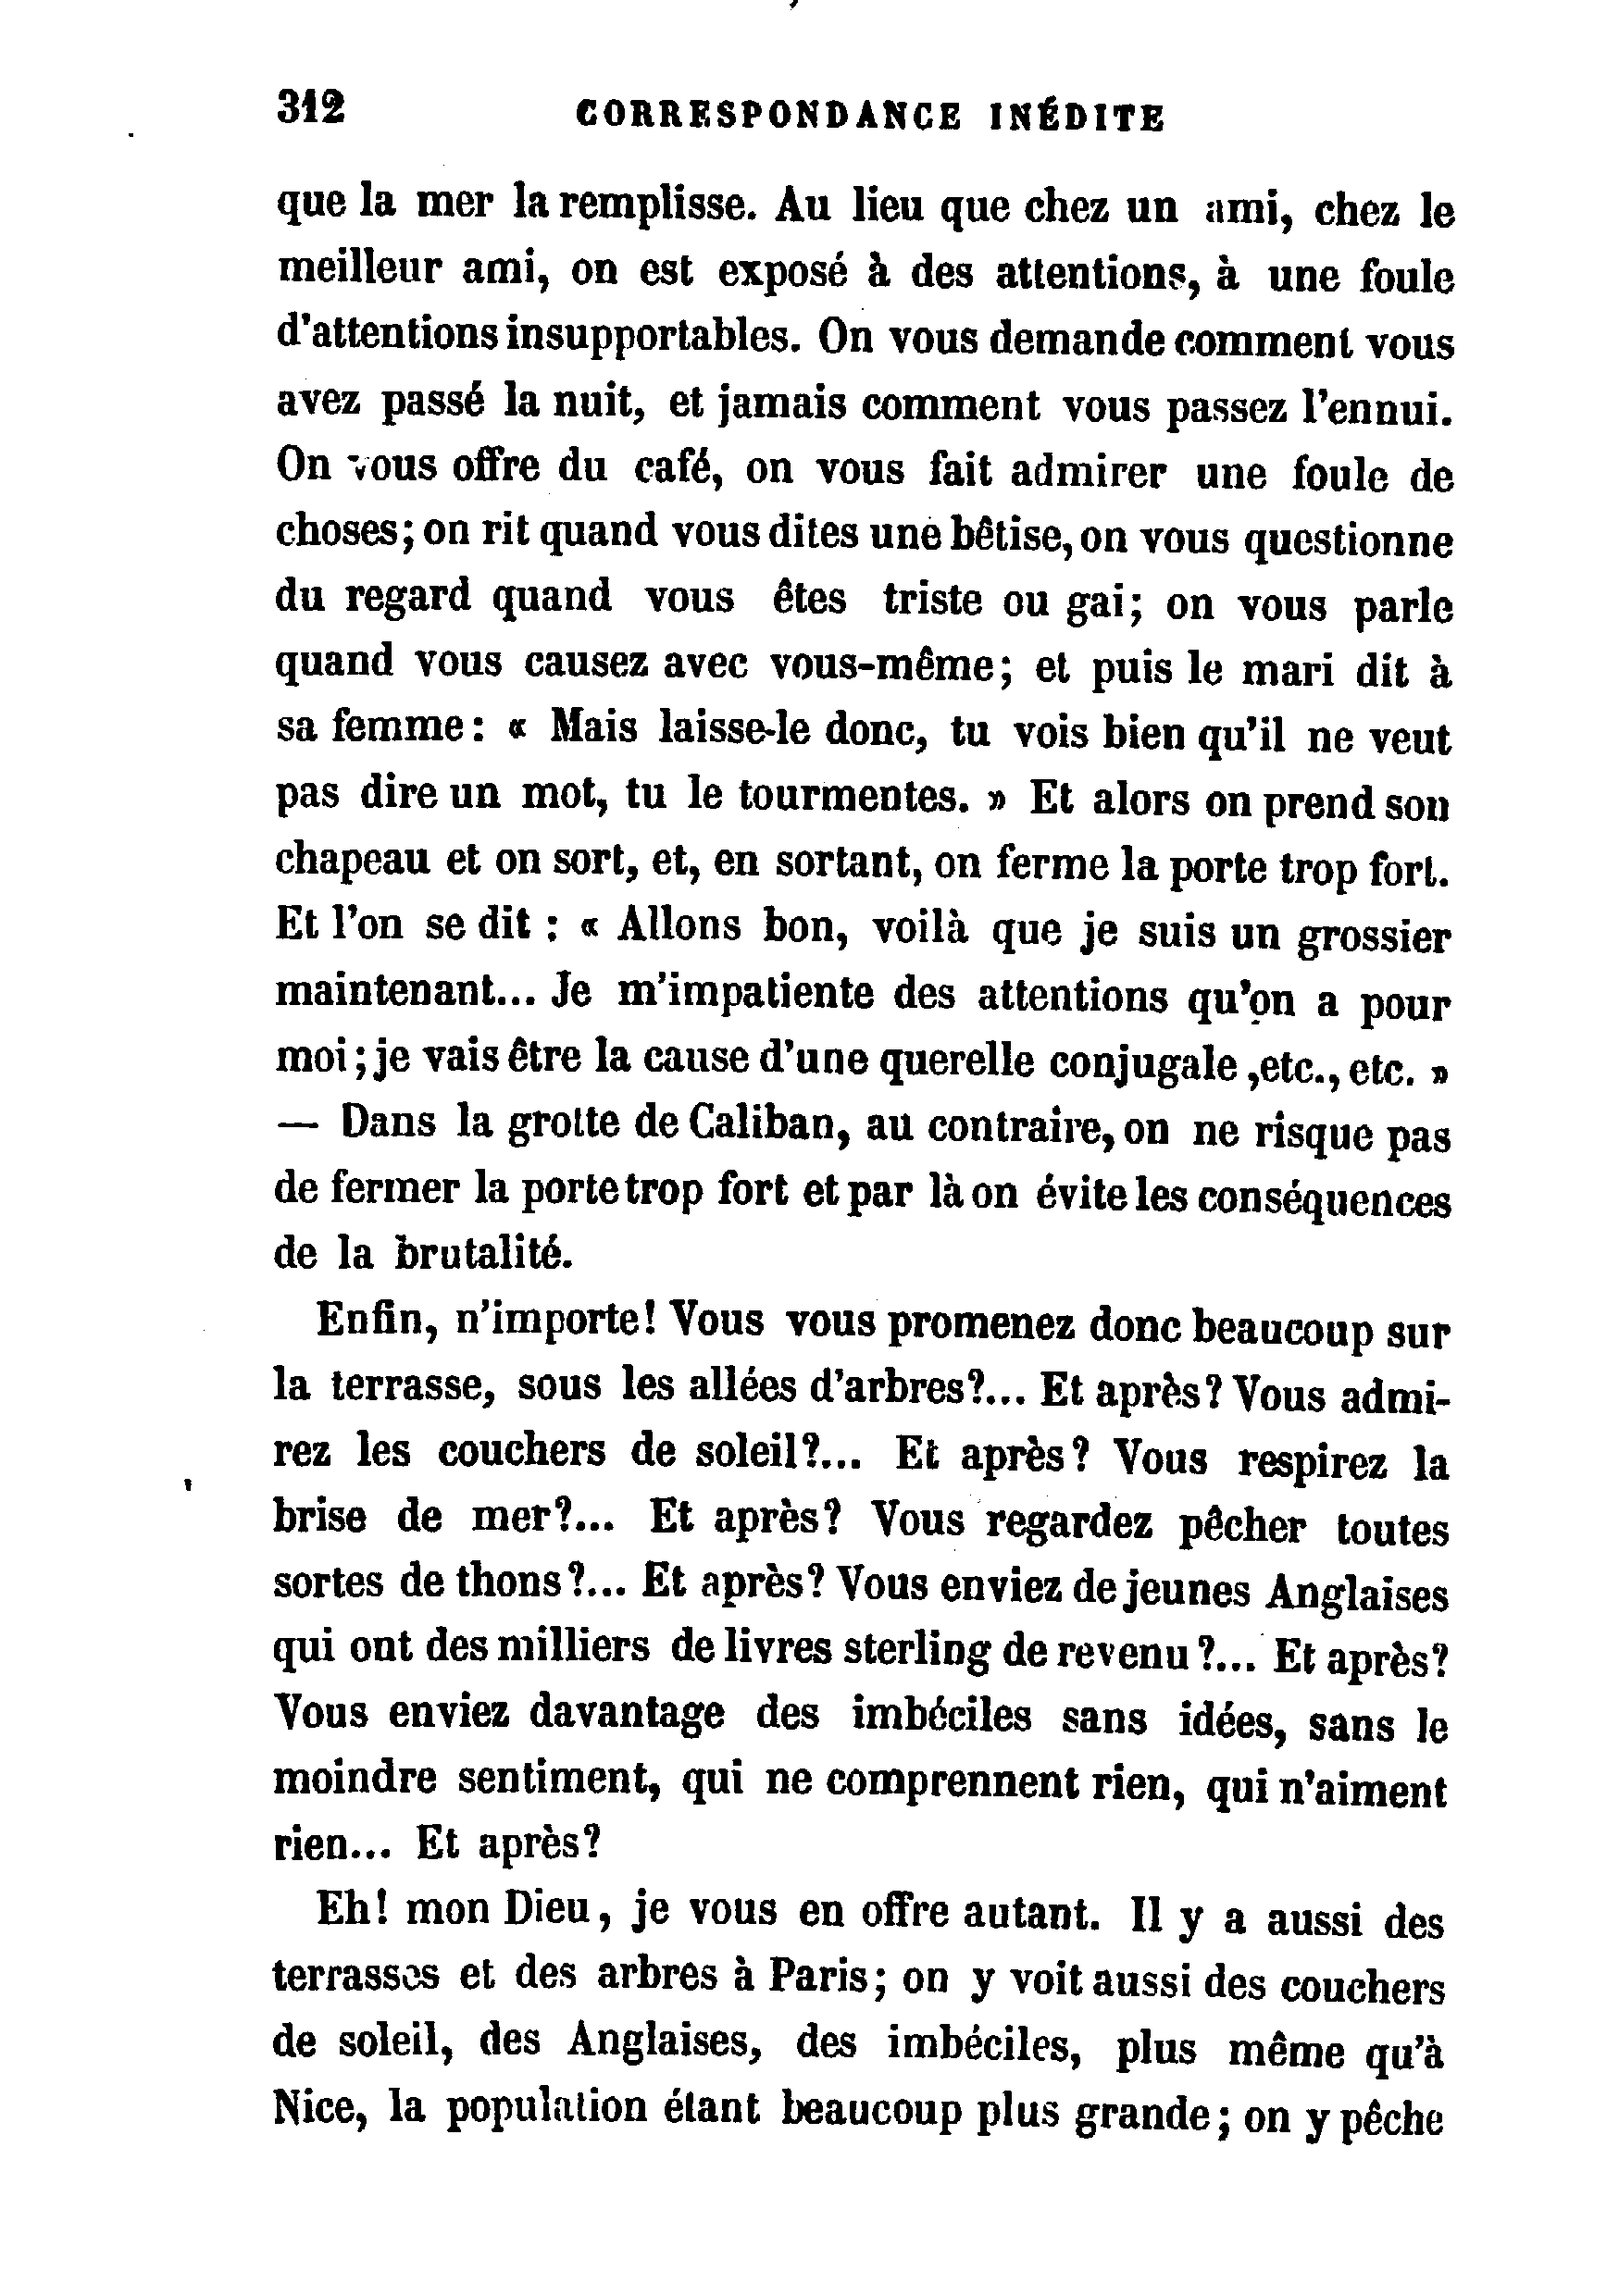 312 CORRESPONDANCE INÉDITE
que la mer la remplisse. Au lieu que chez un ami, chez le
meilleur ami, on est exposé à des attentions, à une foule
d'attentions insupportables. On vous demande comment vous
avez passé la nuit, et jamais comment vous passez l'ennui.
On vous offre du café, on vous fait admirer une foule de
choses; on rit quand vous dites une bêtise, on vous questionne
du regard quand vous êtes triste ou gai; on vous parle
quand vous causez avec vous-même; et puis le mari dit à
sa femme: « Mais laisse-le donc, tu vois bien qu'il ne veut
pas dire un mot, tu le tourmentes. » Et alors on prend son
chapeau et on sort, et, en sortant, on ferme la porte trop fort.
Et l'on se dit : « Allons bon, voilà que je suis un grossier
maintenant... Je m'impatiente des attentions qu'on a pour
moi; je vais être la cause d'une querelle conjugale ,etc., etc. »
— Dans la grotte de Caliban, au contraire, on ne risque pas
de fermer la porte trop fort et par là on évite les conséquences
de la brutalité.
Enfin, n'importe! Vous vous promenez donc beaucoup sur
la terrasse, sous les allées d'arbres?... Et après? Vous admi-
rez les couchers de soleil?... Et après? Vous respirez la
brise de mer?... Et après? Vous regardez pêcher toutes
sortes de thons?... Et après? Vous enviez de jeunes Anglaises
qui ont des milliers de livres sterling de revenu?... Et après?
Vous enviez davantage des imbéciles sans idées, sans le
moindre sentiment, qui ne comprennent rien, qui n'aiment
rien... Et après?
Eh! mon Dieu, je vous en offre autant. Il y a aussi des
terrasses et des arbres à Paris; on y voit aussi des couchers
de soleil, des Anglaises, des imbéciles, plus même qu'à
Nice, la population étant beaucoup plus grande; on y pêche